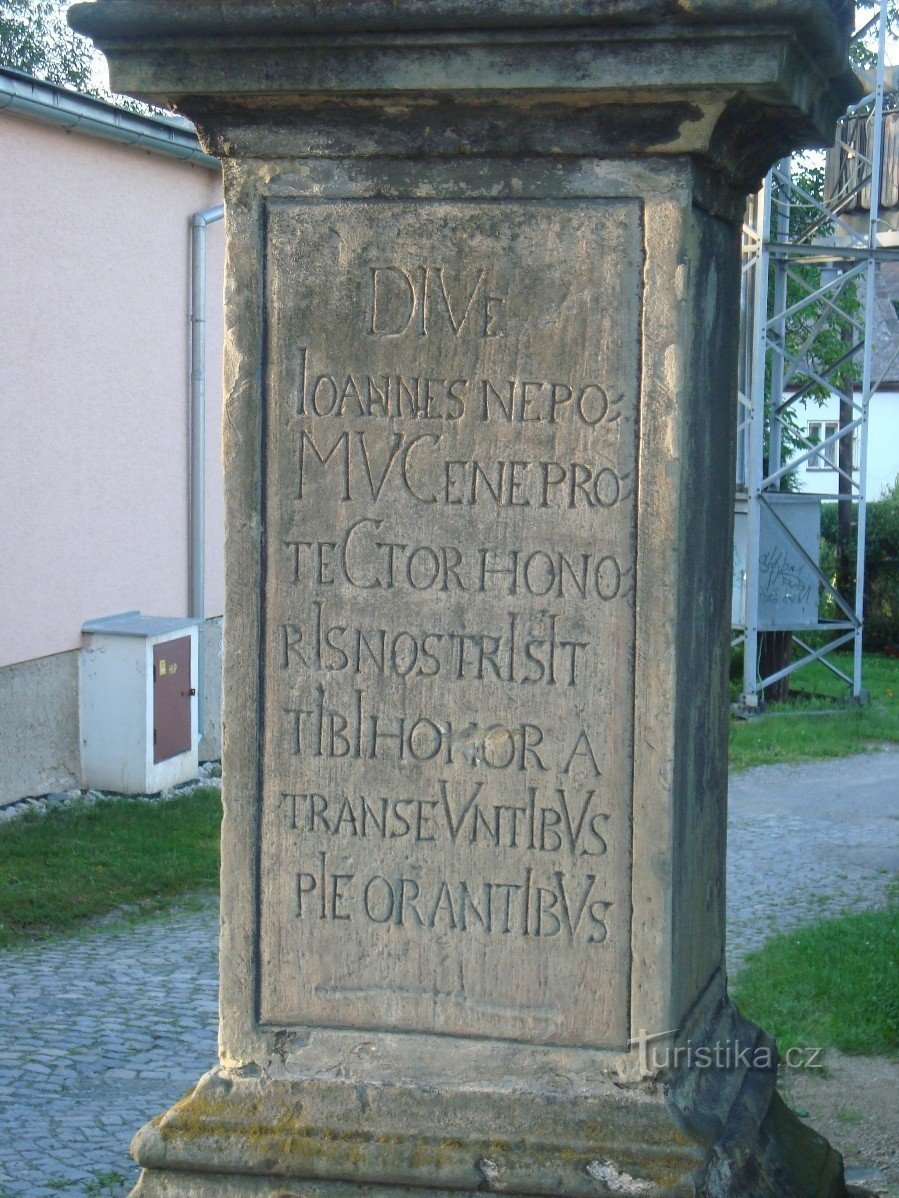 DIVE
IOANNES NEPO:
MVCENE PRO:
TECTOR HONO:
RIS NOSTRI SIT
TIBI HONOR A
TRANSEVNTIBVS
PIE ORANTIBVS
Turistika.cz